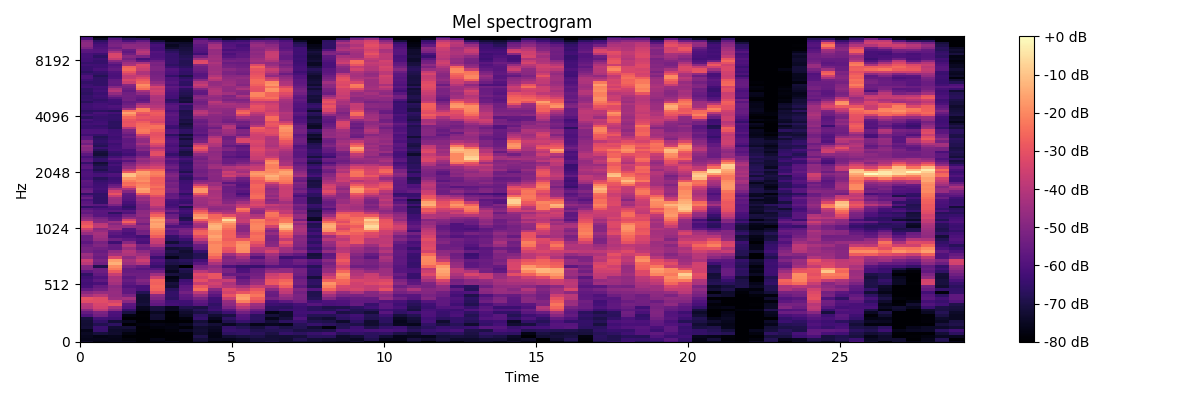 Mel spectrogram
8192
4096
2048
1024
512
0
Hz
0 5 10 15 20 25
Time
+0 dB
-10 dB
-20 dB
-30 dB
-40 dB
-50 dB
-60 dB
-70 dB
-80 dB